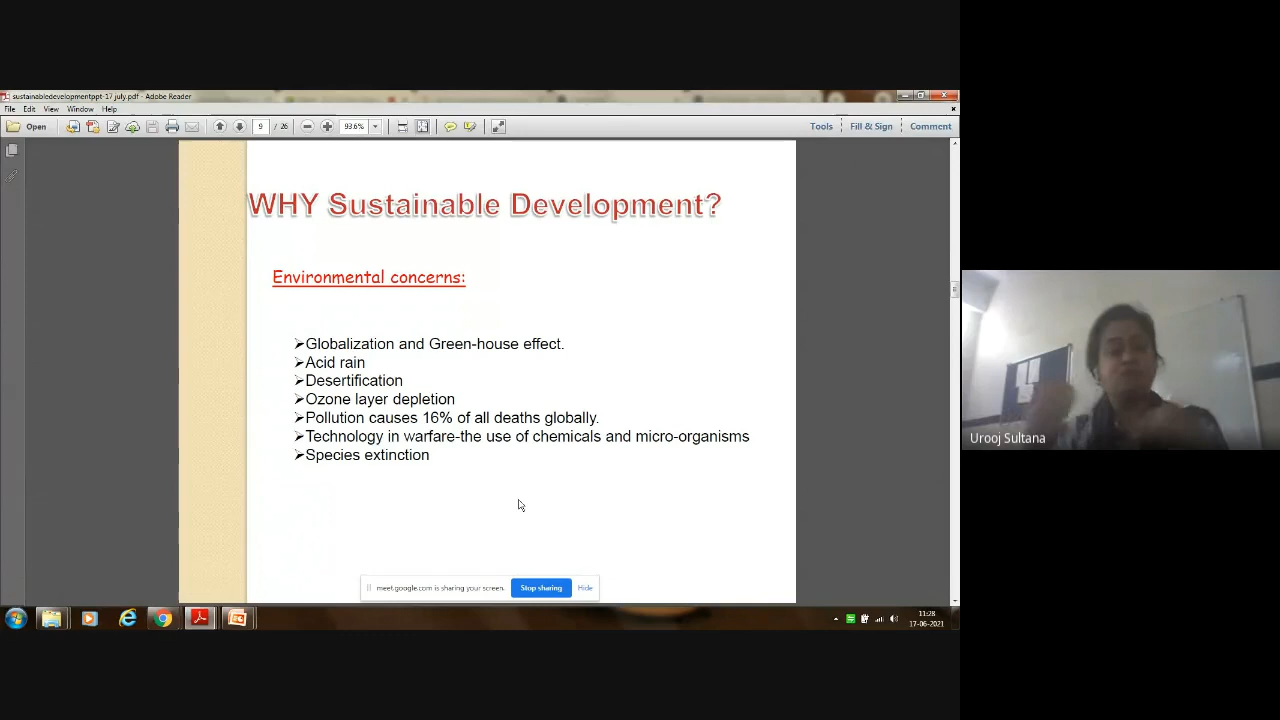 sustainabledevelopmentppt-17 july.pdf - Adobe Reader
File Edit View Window Help
Open 9 / 26 93.6% Tools Fill & Sign Comment
WHY Sustainable Development?
Environmental concerns:
➢Globalization and Green-house effect.
➢Acid rain
➢Desertification
➢Ozone layer depletion
➢Pollution causes 16% of all deaths globally.
➢Technology in warfare-the use of chemicals and micro-organisms
➢Species extinction
Urooj Sultana
meet.google.com is sharing your screen. Stop sharing Hide
11:28
17-06-2021